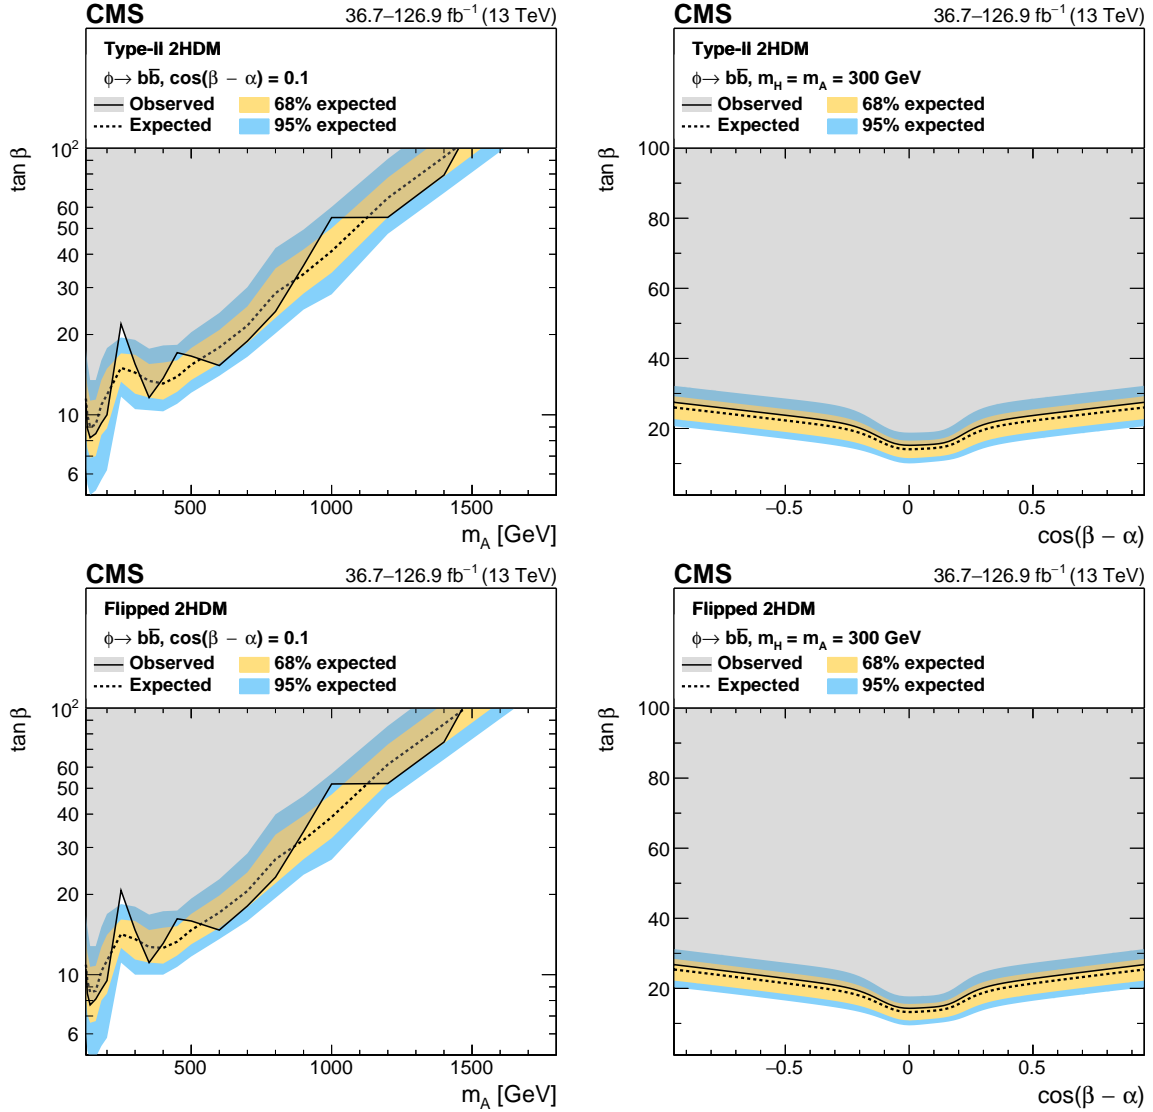 CMS 36.7–126.9 fb⁻¹ (13 TeV)
Type-II 2HDM
ϕ→ bb̅, cos(β − α) = 0.1
Observed 68% expected
Expected 95% expected
tan β
10²
60
50
40
30
20
10
6
500 1000 1500
m_A [GeV]
CMS 36.7–126.9 fb⁻¹ (13 TeV)
Type-II 2HDM
ϕ→ bb̅, m_H = m_A = 300 GeV
Observed 68% expected
Expected 95% expected
tan β
100
80
60
40
20
−0.5 0 0.5
cos(β − α)
CMS 36.7–126.9 fb⁻¹ (13 TeV)
Flipped 2HDM
ϕ→ bb̅, cos(β − α) = 0.1
Observed 68% expected
Expected 95% expected
tan β
10²
60
50
40
30
20
10
6
500 1000 1500
m_A [GeV]
CMS 36.7–126.9 fb⁻¹ (13 TeV)
Flipped 2HDM
ϕ→ bb̅, m_H = m_A = 300 GeV
Observed 68% expected
Expected 95% expected
tan β
100
80
60
40
20
−0.5 0 0.5
cos(β − α)